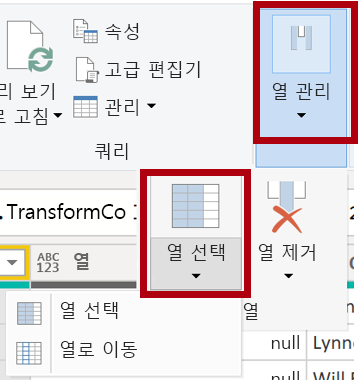 속성
고급 편집기
리 보기
로 고침
관리
쿼리
열 관리
.TransformCo
ABC
123
열
열 선택
열 제거
열
열 선택
열로 이동
null
Lynn
null
Will